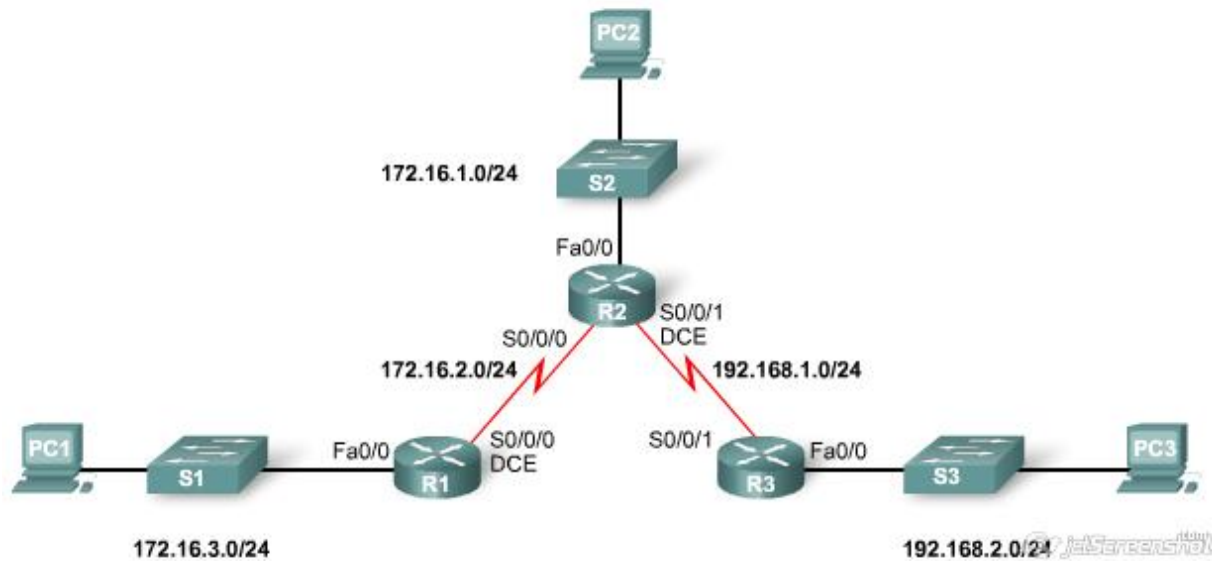 PC2
172.16.1.0/24
S2
Fa0/0
R2
S0/0/1
DCE
S0/0/0
172.16.2.0/24
192.168.1.0/24
PC1
S1
Fa0/0
S0/0/0
DCE
R1
S0/0/1
R3
Fa0/0
S3
PC3
172.16.3.0/24
192.168.2.0/24
jetScreenshot
.com